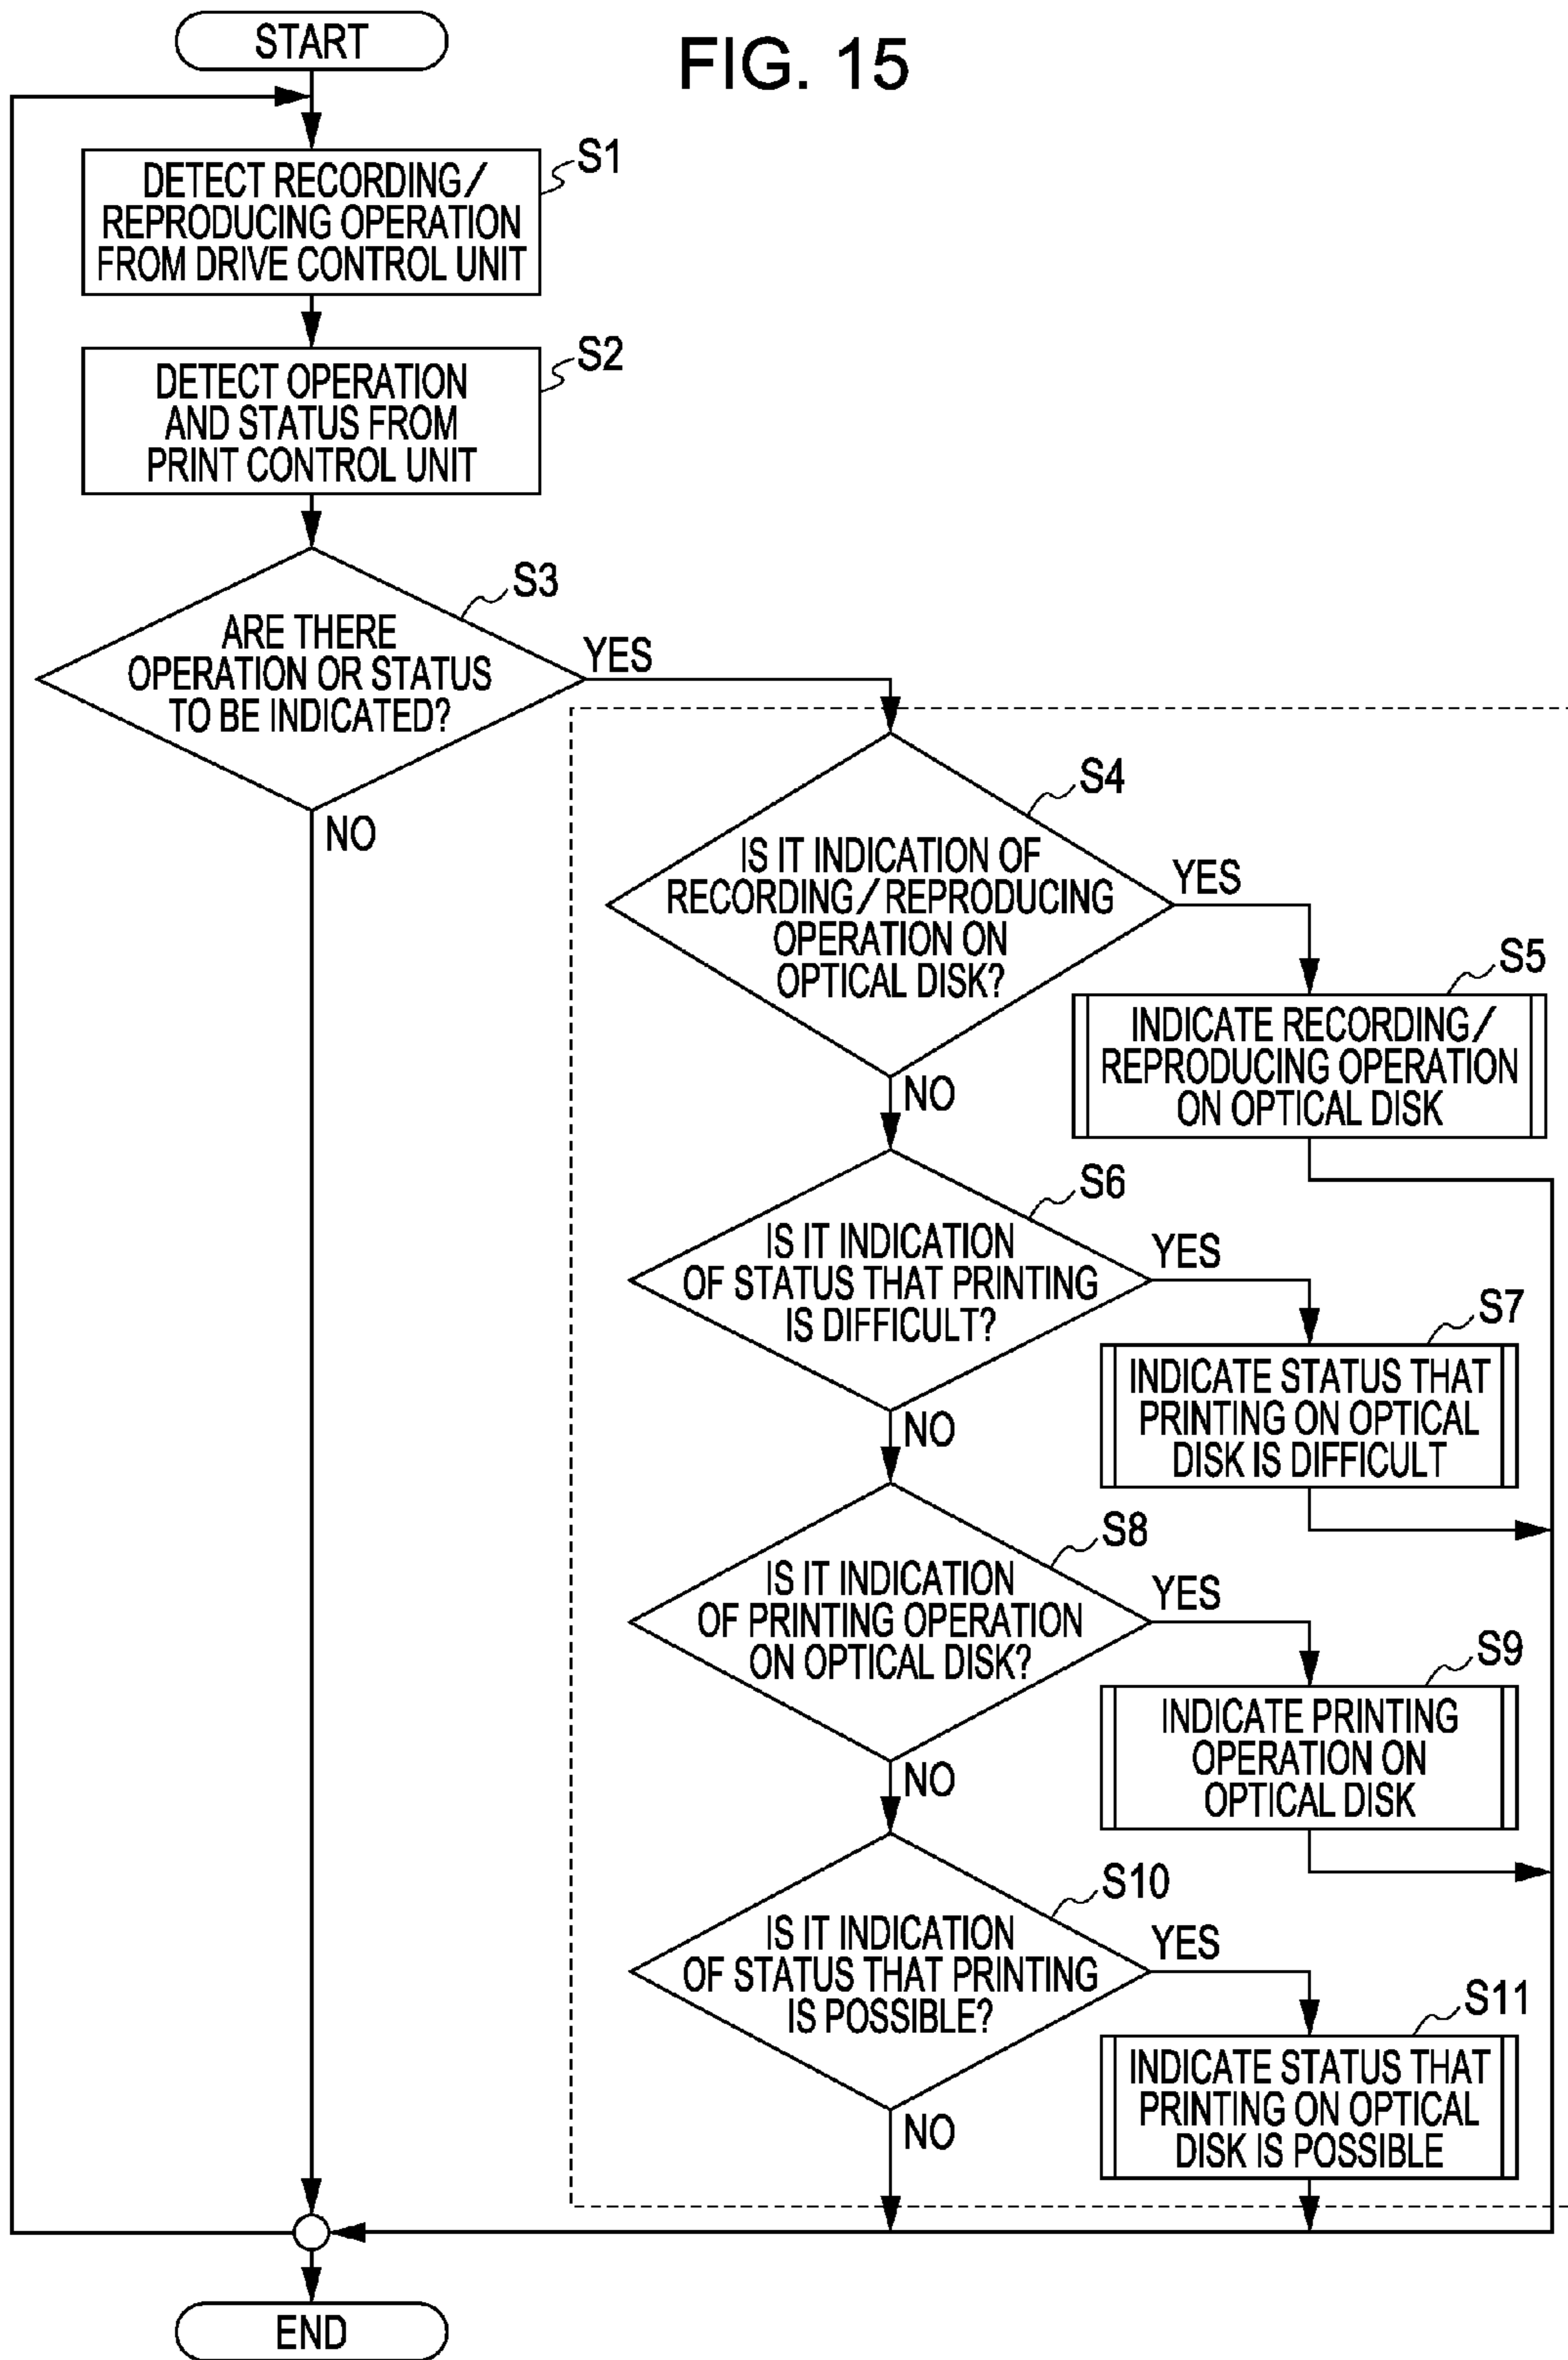 FIG. 15
START
S1
DETECT RECORDING/
REPRODUCING OPERATION
FROM DRIVE CONTROL UNIT
S2
DETECT OPERATION
AND STATUS FROM
PRINT CONTROL UNIT
S3
ARE THERE
OPERATION OR STATUS
TO BE INDICATED?
YES
NO
S4
IS IT INDICATION OF
RECORDING/REPRODUCING
OPERATION ON
OPTICAL DISK?
YES
NO
S5
INDICATE RECORDING/
REPRODUCING OPERATION
ON OPTICAL DISK
S6
IS IT INDICATION
OF STATUS THAT PRINTING
IS DIFFICULT?
YES
NO
S7
INDICATE STATUS THAT
PRINTING ON OPTICAL
DISK IS DIFFICULT
S8
IS IT INDICATION
OF PRINTING OPERATION
ON OPTICAL DISK?
YES
NO
S9
INDICATE PRINTING
OPERATION ON
OPTICAL DISK
S10
IS IT INDICATION
OF STATUS THAT PRINTING
IS POSSIBLE?
YES
NO
S11
INDICATE STATUS THAT
PRINTING ON OPTICAL
DISK IS POSSIBLE
END